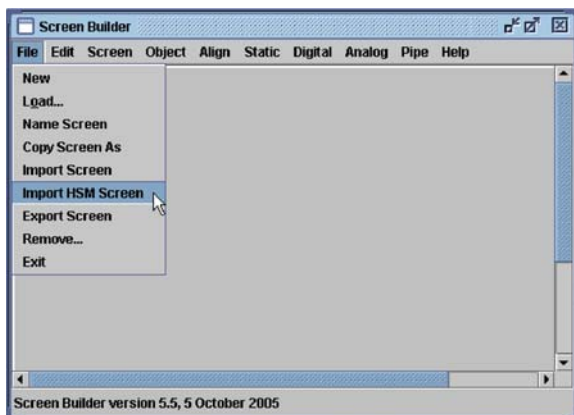 Screen Builder
File Edit Screen Object Align Static Digital Analog Pipe Help
New
Load...
Name Screen
Copy Screen As
Import Screen
Import HSM Screen
Export Screen
Remove...
Exit
Screen Builder version 5.5, 5 October 2005